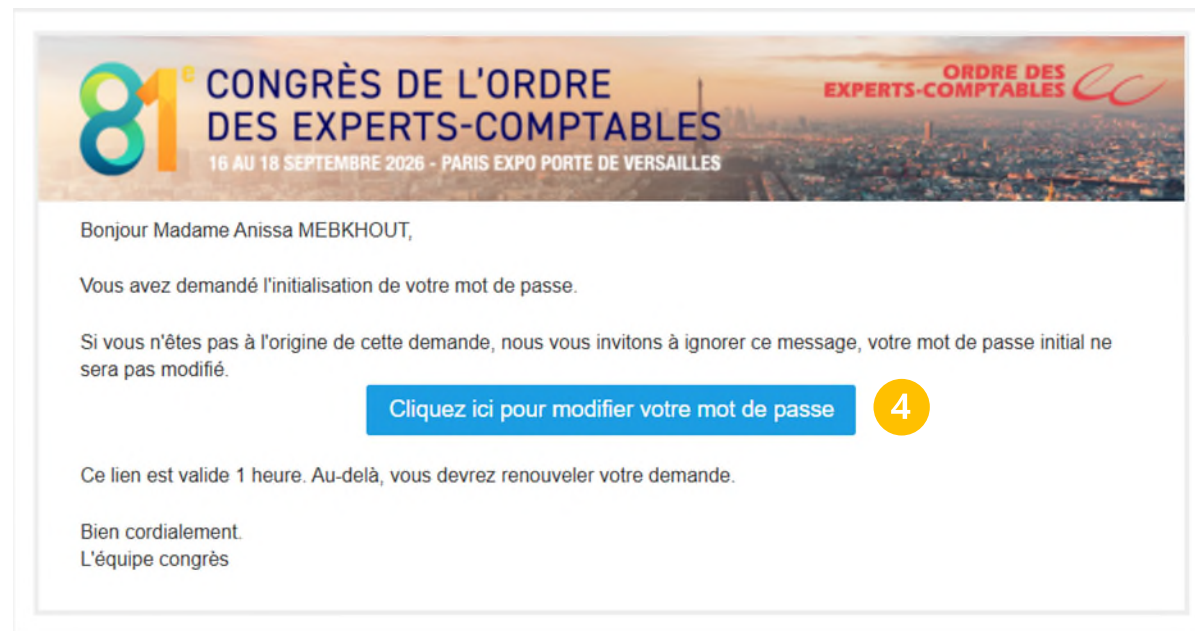 81e CONGRÈS DE L'ORDRE
DES EXPERTS-COMPTABLES
16 AU 18 SEPTEMBRE 2026 - PARIS EXPO PORTE DE VERSAILLES
ORDRE DES
EXPERTS-COMPTABLES ec
Bonjour Madame Anissa MEBKHOUT,
Vous avez demandé l'initialisation de votre mot de passe.
Si vous n'êtes pas à l'origine de cette demande, nous vous invitons à ignorer ce message, votre mot de passe initial ne
sera pas modifié.
Cliquez ici pour modifier votre mot de passe 4
Ce lien est valide 1 heure. Au-delà, vous devrez renouveler votre demande.
Bien cordialement.
L'équipe congrès